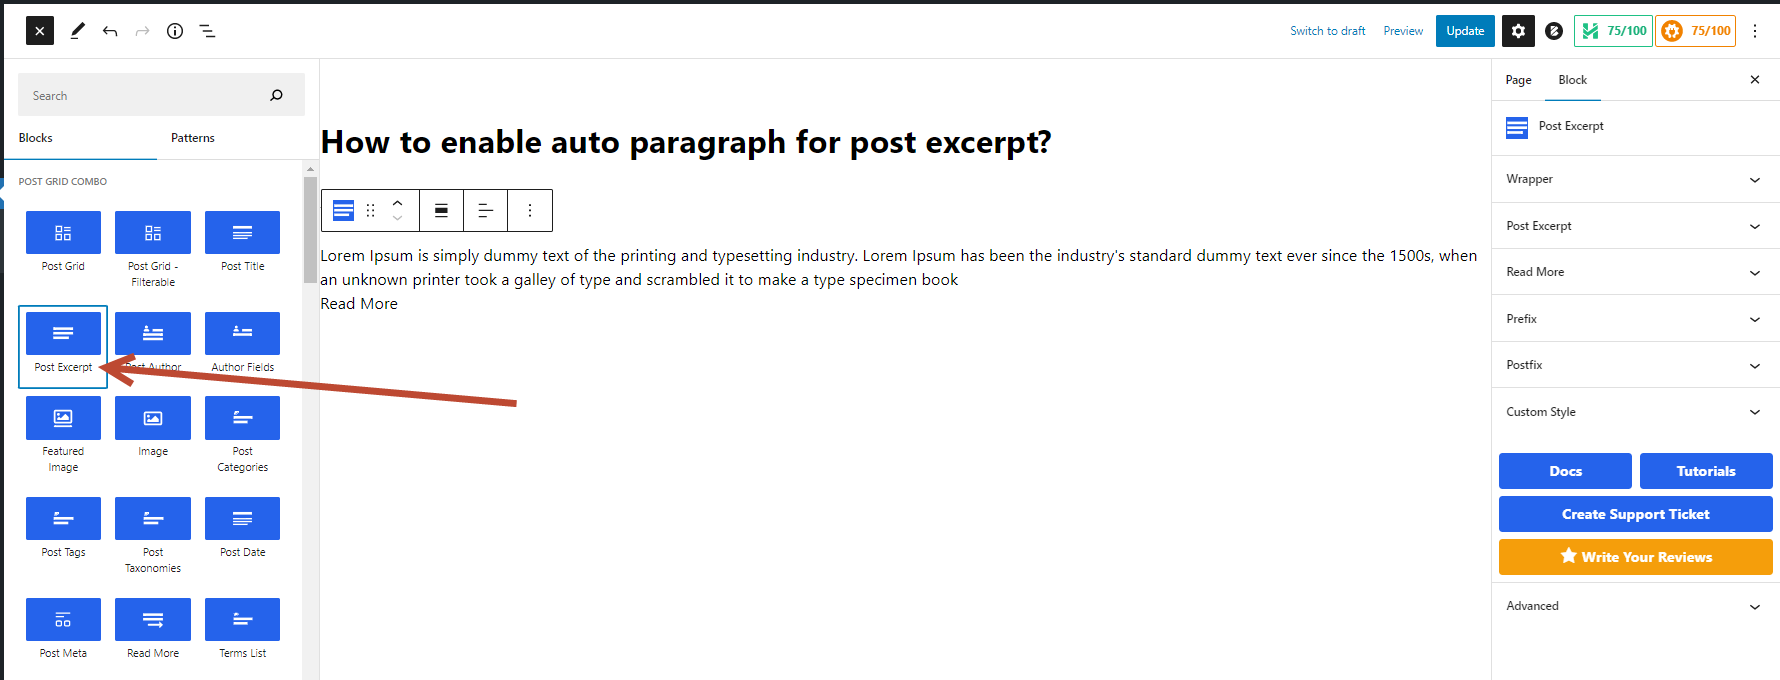 Switch to draft
Preview
Update
75/100
75/100
Search
Blocks
Patterns
POST GRID COMBO
Post Grid
Post Grid -
Filterable
Post Title
Post Excerpt
Post Author
Author Fields
Featured
Image
Image
Post
Categories
Post Tags
Post
Taxonomies
Post Date
Post Meta
Read More
Terms List
How to enable auto paragraph for post excerpt?
Lorem Ipsum is simply dummy text of the printing and typesetting industry. Lorem Ipsum has been the industry's standard dummy text ever since the 1500s, when
an unknown printer took a galley of type and scrambled it to make a type specimen book
Read More
Page
Block
Post Excerpt
Wrapper
Post Excerpt
Read More
Prefix
Postfix
Custom Style
Docs
Tutorials
Create Support Ticket
Write Your Reviews
Advanced